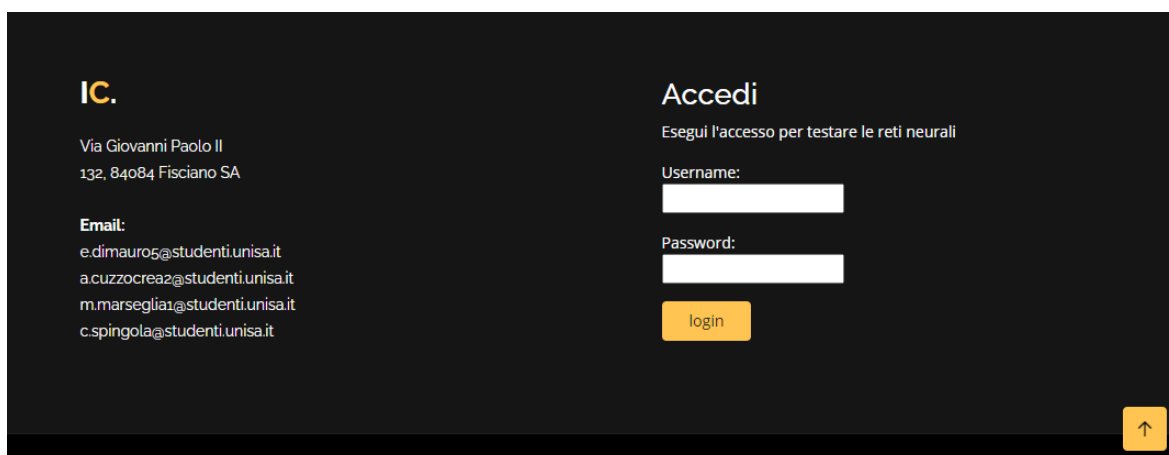 IC.
Via Giovanni Paolo II
132, 84084 Fisciano SA
Email:
e.dimauro5@studenti.unisa.it
a.cuzzocrea2@studenti.unisa.it
m.marseglia1@studenti.unisa.it
c.spingola@studenti.unisa.it
Accedi
Esegui l'accesso per testare le reti neurali
Username:
Password:
login